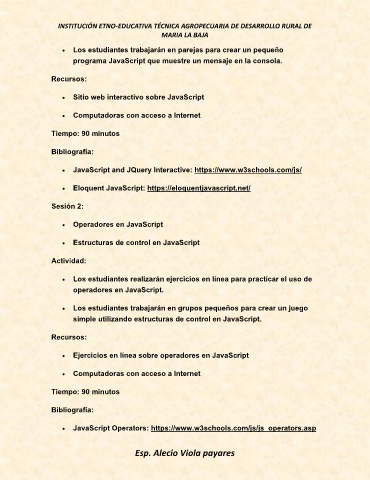 INSTITUCIÓN ETNO-EDUCATIVA TÉCNICA AGROPECUARIA DE DESARROLLO RURAL DE
MARIA LA BAJA
• Los estudiantes trabajarán en parejas para crear un pequeño
programa JavaScript que muestre un mensaje en la consola.
Recursos:
• Sitio web interactivo sobre JavaScript
• Computadoras con acceso a Internet
Tiempo: 90 minutos
Bibliografía:
• JavaScript and JQuery Interactive: https://www.w3schools.com/js/
• Eloquent JavaScript: https://eloquentjavascript.net/
Sesión 2:
• Operadores en JavaScript
• Estructuras de control en JavaScript
Actividad:
• Los estudiantes realizarán ejercicios en línea para practicar el uso de
operadores en JavaScript.
• Los estudiantes trabajarán en grupos pequeños para crear un juego
simple utilizando estructuras de control en JavaScript.
Recursos:
• Ejercicios en línea sobre operadores en JavaScript
• Computadoras con acceso a Internet
Tiempo: 90 minutos
Bibliografía:
• JavaScript Operators: https://www.w3schools.com/js/js_operators.asp
Esp. Alecio Viola payares